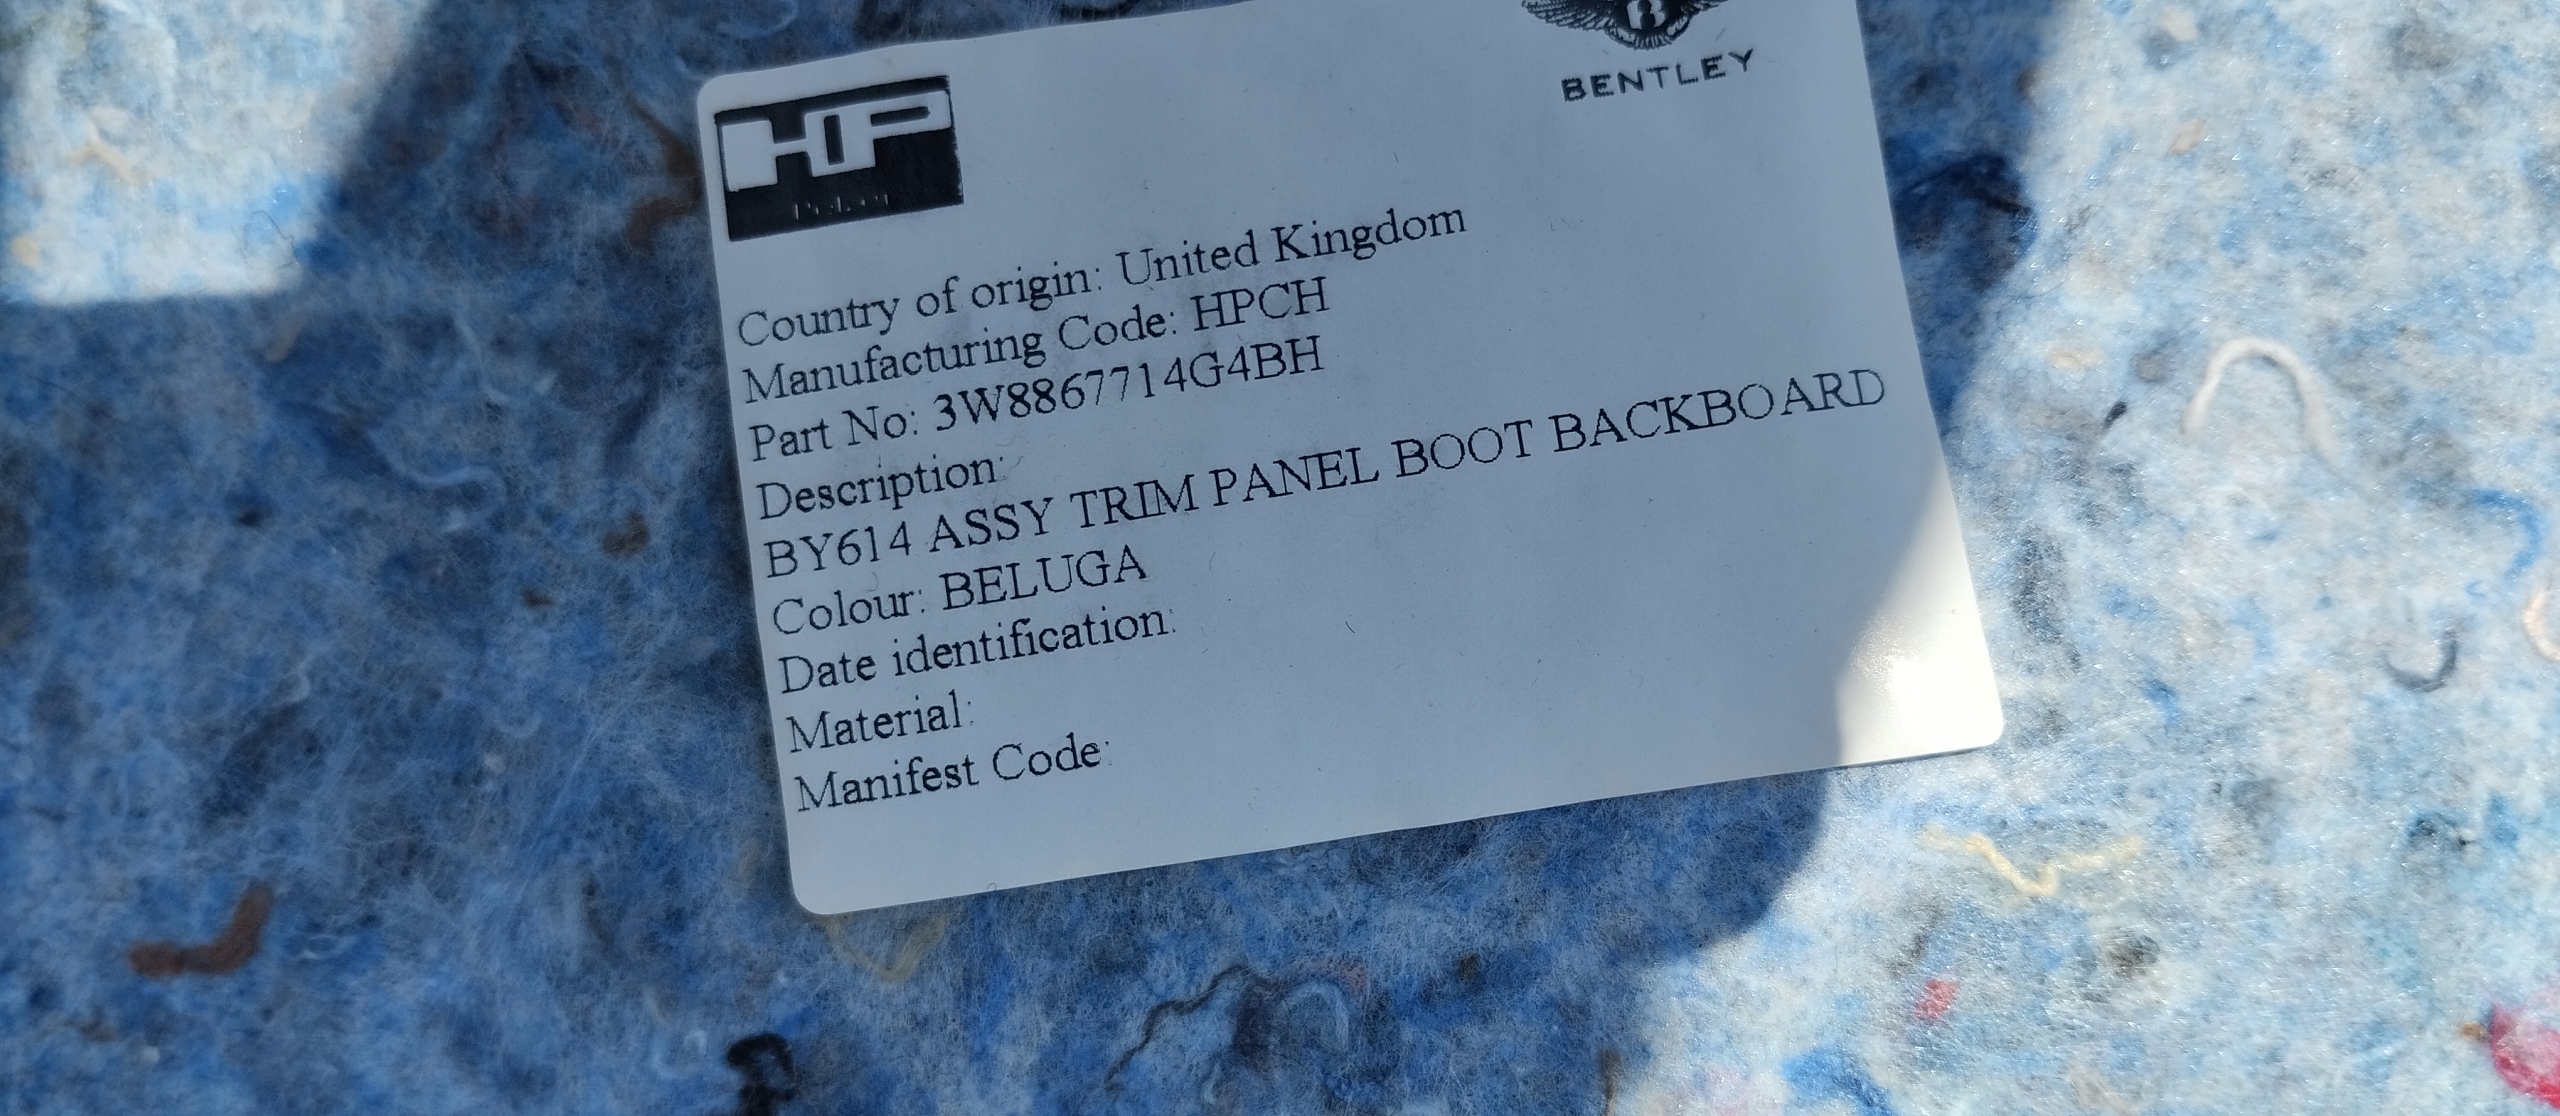 B
BENTLEY
HP
Country of origin: United Kingdom
Manufacturing Code: HPCH
Part No: 3W8867714G4BH
Description:
BY614 ASSY TRIM PANEL BOOT BACKBOARD
Colour: BELUGA
Date identification:
Material:
Manifest Code: